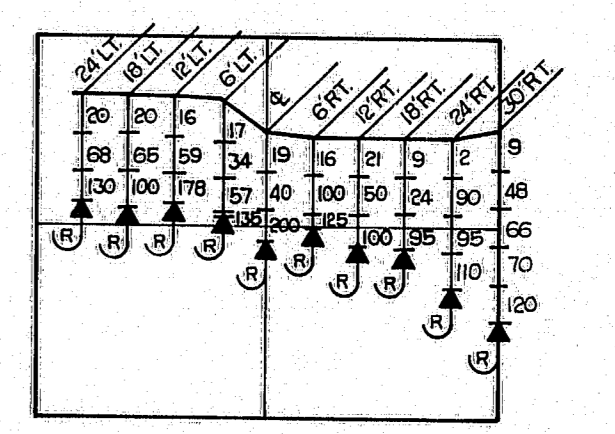 24'LT. 18'LT. 12'LT. 6'LT. ℄ 6'RT. 12'RT. 18'RT. 24'RT. 30'RT.
20 20 16 17 19 16 21 9 2 9
68 65 59 34 40 100 50 24 90 48
130 100 178 57 200 125 100 95 95 66
135 110 70
120
R R R R R R R R R R